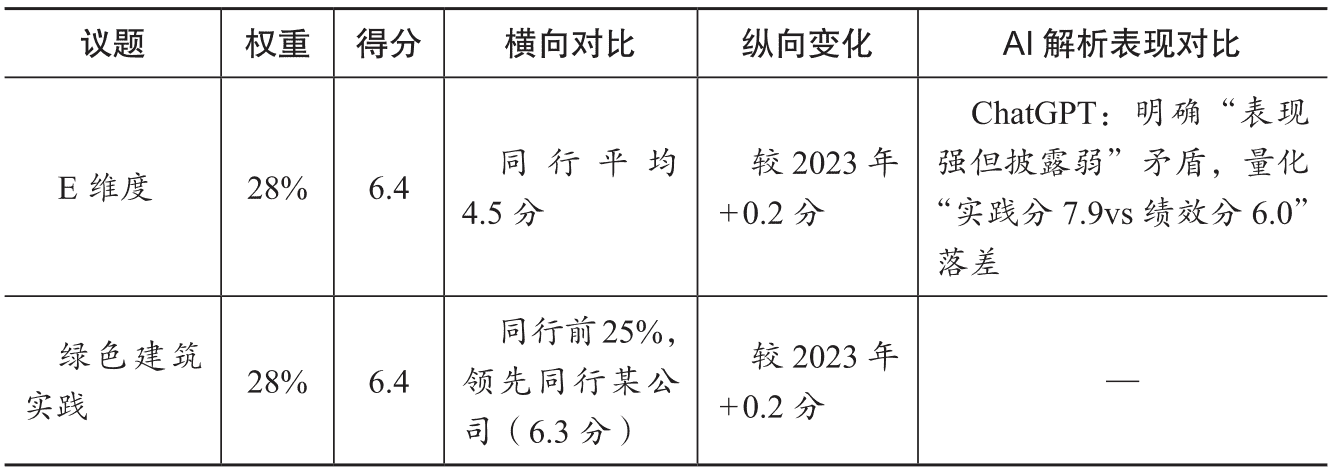 议题 权重 得分 横向对比 纵向变化 AI 解析表现对比
E 维度
28%
6.4
同行平均
4.5 分
较 2023 年
+0.2 分
ChatGPT：明确“表现
强但披露弱”矛盾，量化
“实践分 7.9vs 绩效分 6.0”
落差
绿色建筑
实践
28%
6.4
同行前25%，
领先同行某公
司（6.3 分）
较 2023 年
+0.2 分
—